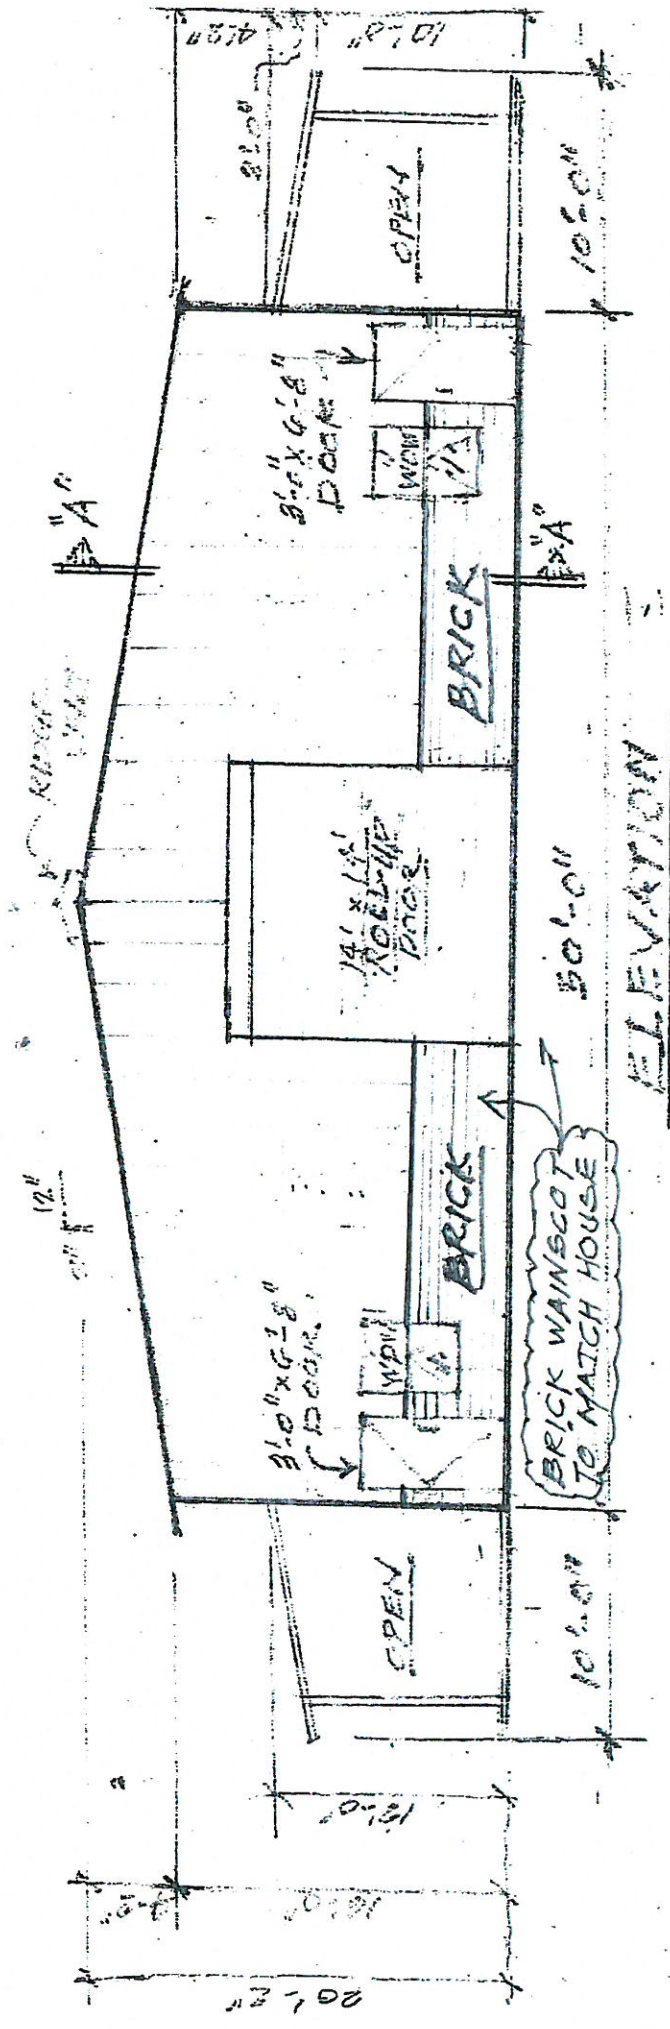 "A"
3'-0" x 6'-8"
DOOR
3'-0" x 6'-8"
DOOR
12"
WDW
WDW
OPEN
OPEN
14' x 14'
ROLL-UP
DOOR
BRICK
BRICK
"A"
BRICK WAINSCOT
TO MATCH HOUSE
10'-0"
50'-0"
10'-0"
ELEVATION